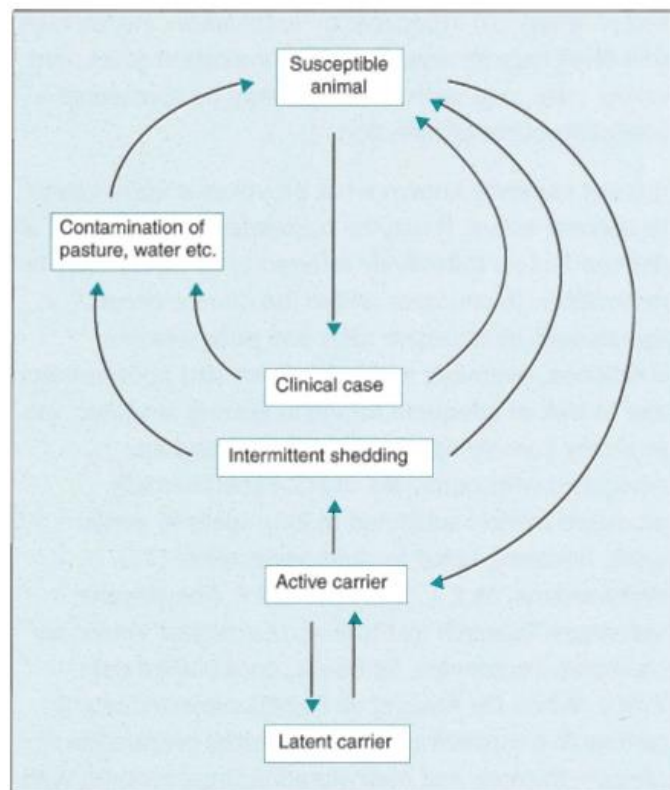 Susceptible
animal
Contamination of
pasture, water etc.
Clinical case
Intermittent shedding
Active carrier
Latent carrier